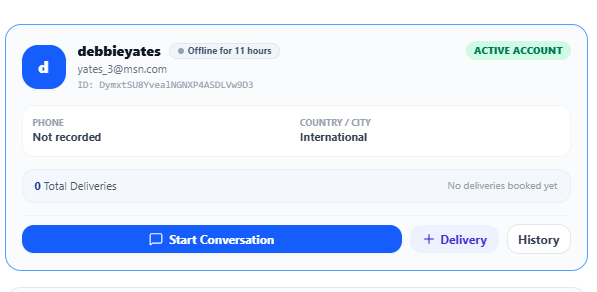 d
debbieyates
Offline for 11 hours
ACTIVE ACCOUNT
yates_3@msn.com
ID: DymxtSU8YvealNGNXP4ASDLVw9D3
PHONE
Not recorded
COUNTRY / CITY
International
0 Total Deliveries
No deliveries booked yet
Start Conversation
+ Delivery
History